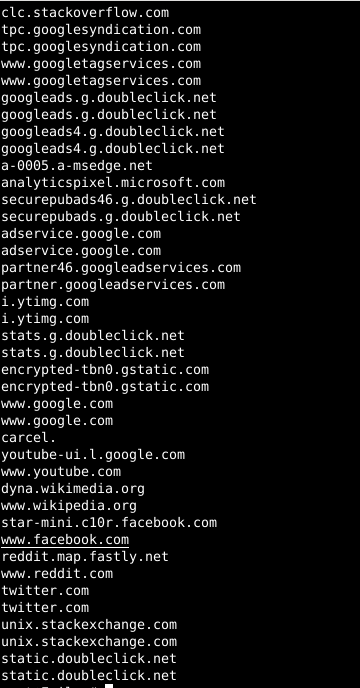 clc.stackoverflow.com
tpc.googlesyndication.com
tpc.googlesyndication.com
www.googletagservices.com
www.googletagservices.com
googleads.g.doubleclick.net
googleads.g.doubleclick.net
googleads4.g.doubleclick.net
googleads4.g.doubleclick.net
a-0005.a-msedge.net
analyticspixel.microsoft.com
securepubads46.g.doubleclick.net
securepubads.g.doubleclick.net
adservice.google.com
adservice.google.com
partner46.googleadservices.com
partner.googleadservices.com
i.ytimg.com
i.ytimg.com
stats.g.doubleclick.net
stats.g.doubleclick.net
encrypted-tbn0.gstatic.com
encrypted-tbn0.gstatic.com
www.google.com
www.google.com
carcel.
youtube-ui.l.google.com
www.youtube.com
dyna.wikimedia.org
www.wikipedia.org
star-mini.c10r.facebook.com
www.facebook.com
reddit.map.fastly.net
www.reddit.com
twitter.com
twitter.com
unix.stackexchange.com
unix.stackexchange.com
static.doubleclick.net
static.doubleclick.net